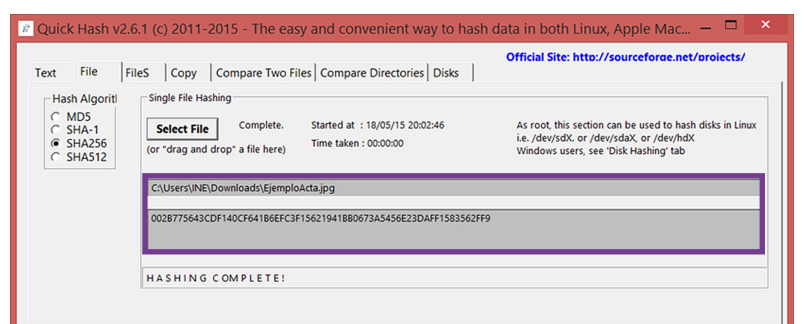 Quick Hash v2.6.1 (c) 2011-2015 - The easy and convenient way to hash data in both Linux, Apple Mac...
Official Site: http://sourceforge.net/projects/
Text File FileS Copy Compare Two Files Compare Directories Disks
Hash Algorit
MD5
SHA-1
SHA256
SHA512
Single File Hashing
Select File
(or "drag and drop" a file here)
Complete.
Started at : 18/05/15 20:02:46
Time taken : 00:00:00
As root, this section can be used to hash disks in Linux
i.e. /dev/sdX. or /dev/sdaX, or /dev/hdX
Windows users, see 'Disk Hashing' tab
C:\Users\INE\Downloads\EjemploActa.jpg
002B775643CDF140CF641B6EFC3F15621941BB0673A5456E23DAFF1583562FF9
HASHING COMPLETE!